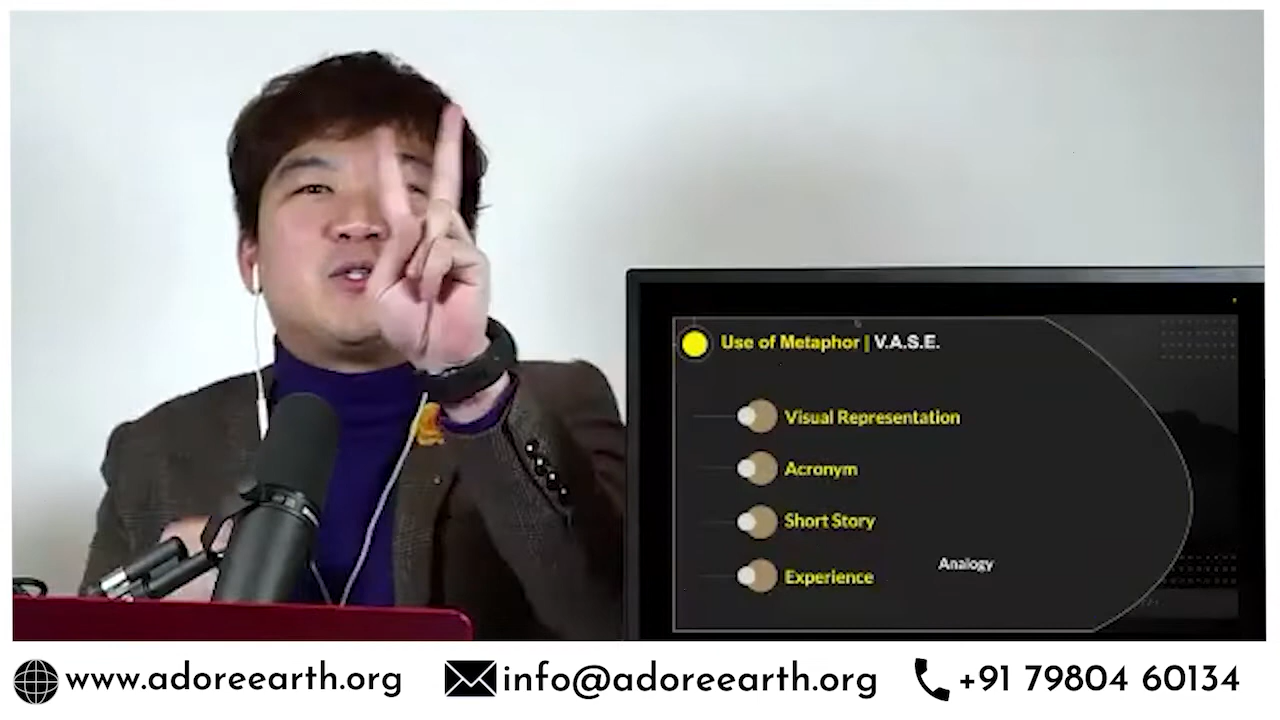 Use of Metaphor | V.A.S.E.
Visual Representation
Acronym
Short Story
Experience
Analogy
www.adoreearth.org
info@adoreearth.org
+91 79804 60134